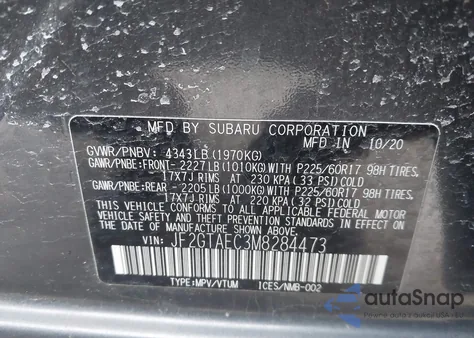 MFD BY SUBARU CORPORATION
GVWR/PNBV: 4343LB (1970KG) MFD IN 10/20
GAWR/PNBE:FRONT- 2227LB(1010KG)WITH P225/60R17 98H TIRES,
17X7J RIMS AT 230 KPA (33 PSI)COLD
GAWR/PNBE:REAR -2205LB(1000KG)WITH P225/60R17 98H TIRES,
17X7J RIMS AT 220 KPA (32 PSI)COLD
THIS VEHICLE CONFORMS TO ALL APPLICABLE FEDERAL MOTOR
VEHICLE SAFETY AND THEFT PREVENTION STANDARDS IN EFFECT
ON THE DATE OF MANUFACTURE SHOWN ABOVE.
VIN: JF2GTAEC3M8284473
TYPE:MPV/VTUM ICES/NMB-002
autaSnap